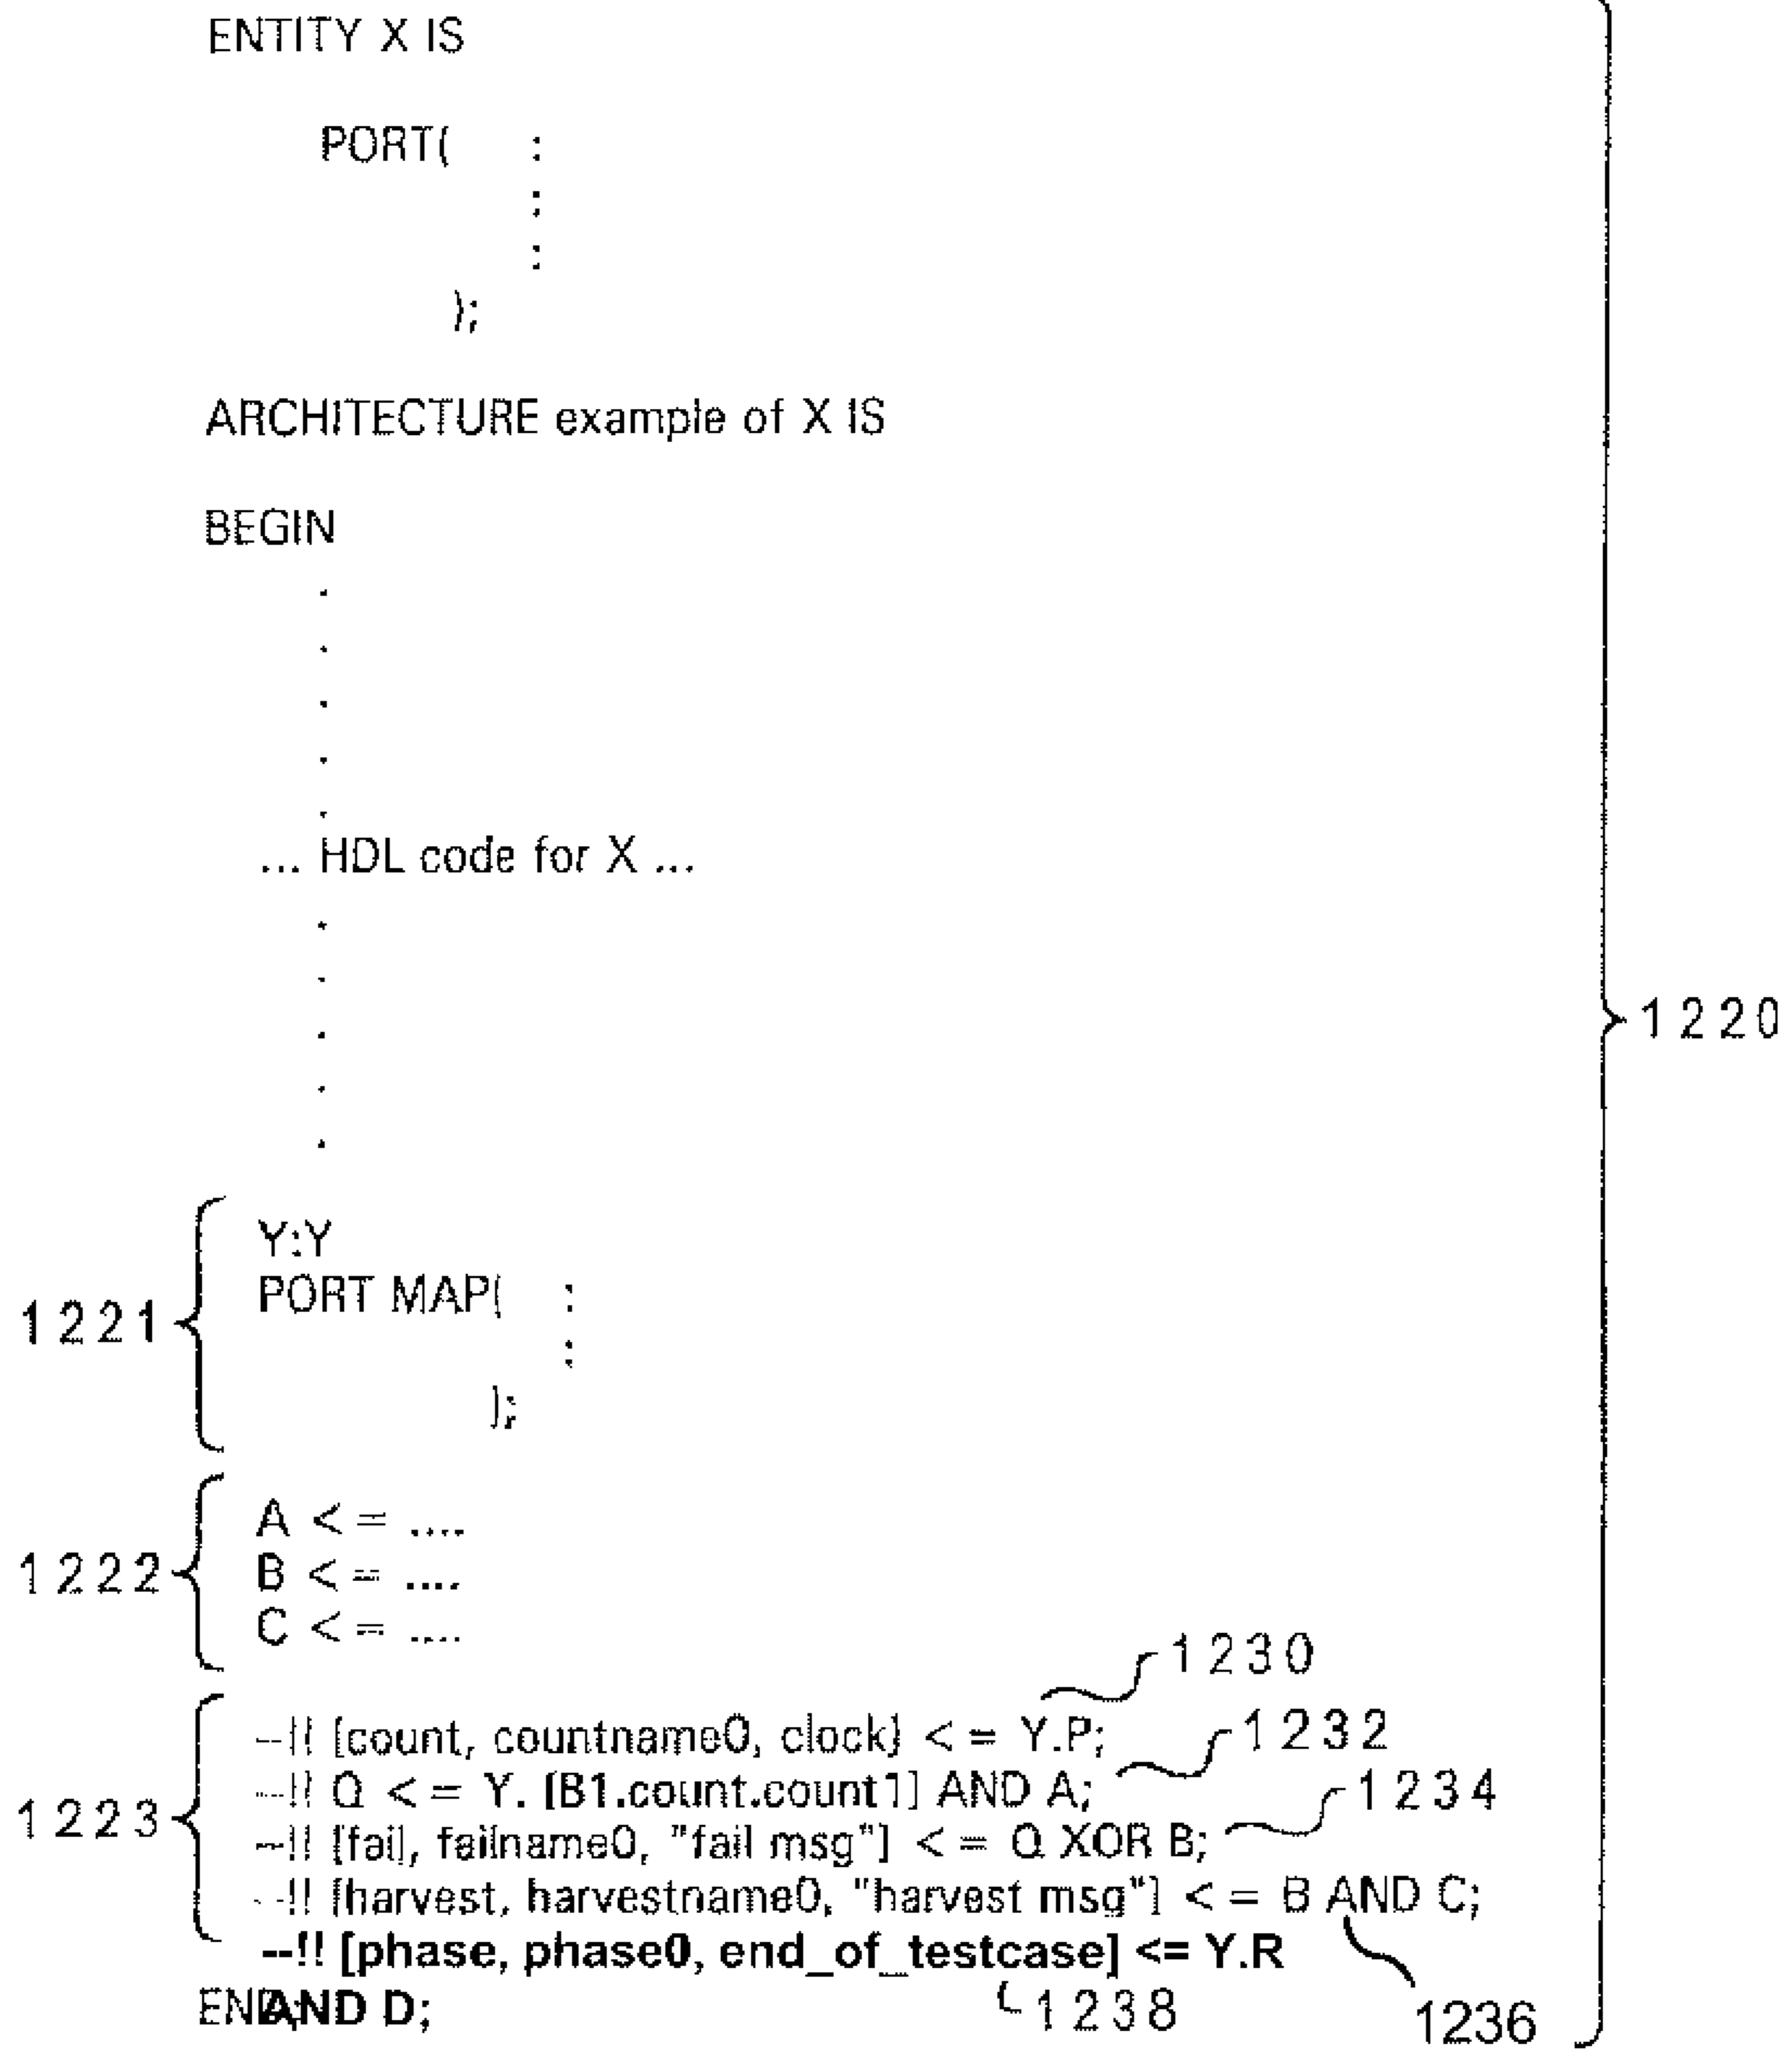 ENTITY X IS
PORT( :
:
:
);
ARCHITECTURE example of X IS
BEGIN
.
.
.
.
.
... HDL code for X ...
.
.
.
.
.
1220
Y:Y
PORT MAP( :
:
);
1221
A < = ....
B < = ....
C < = ....
1222
1230
--!! [count, countname0, clock] < = Y.P;
1232
--!! Q < = Y. [B1.count.count1] AND A;
1234
1223
--!! [fail, failname0, "fail msg"] < = Q XOR B;
--!! [harvest, harvestname0, "harvest msg"] < = B AND C;
--!! [phase, phase0, end_of_testcase] <= Y.R
AND D;
END;
1238
1236